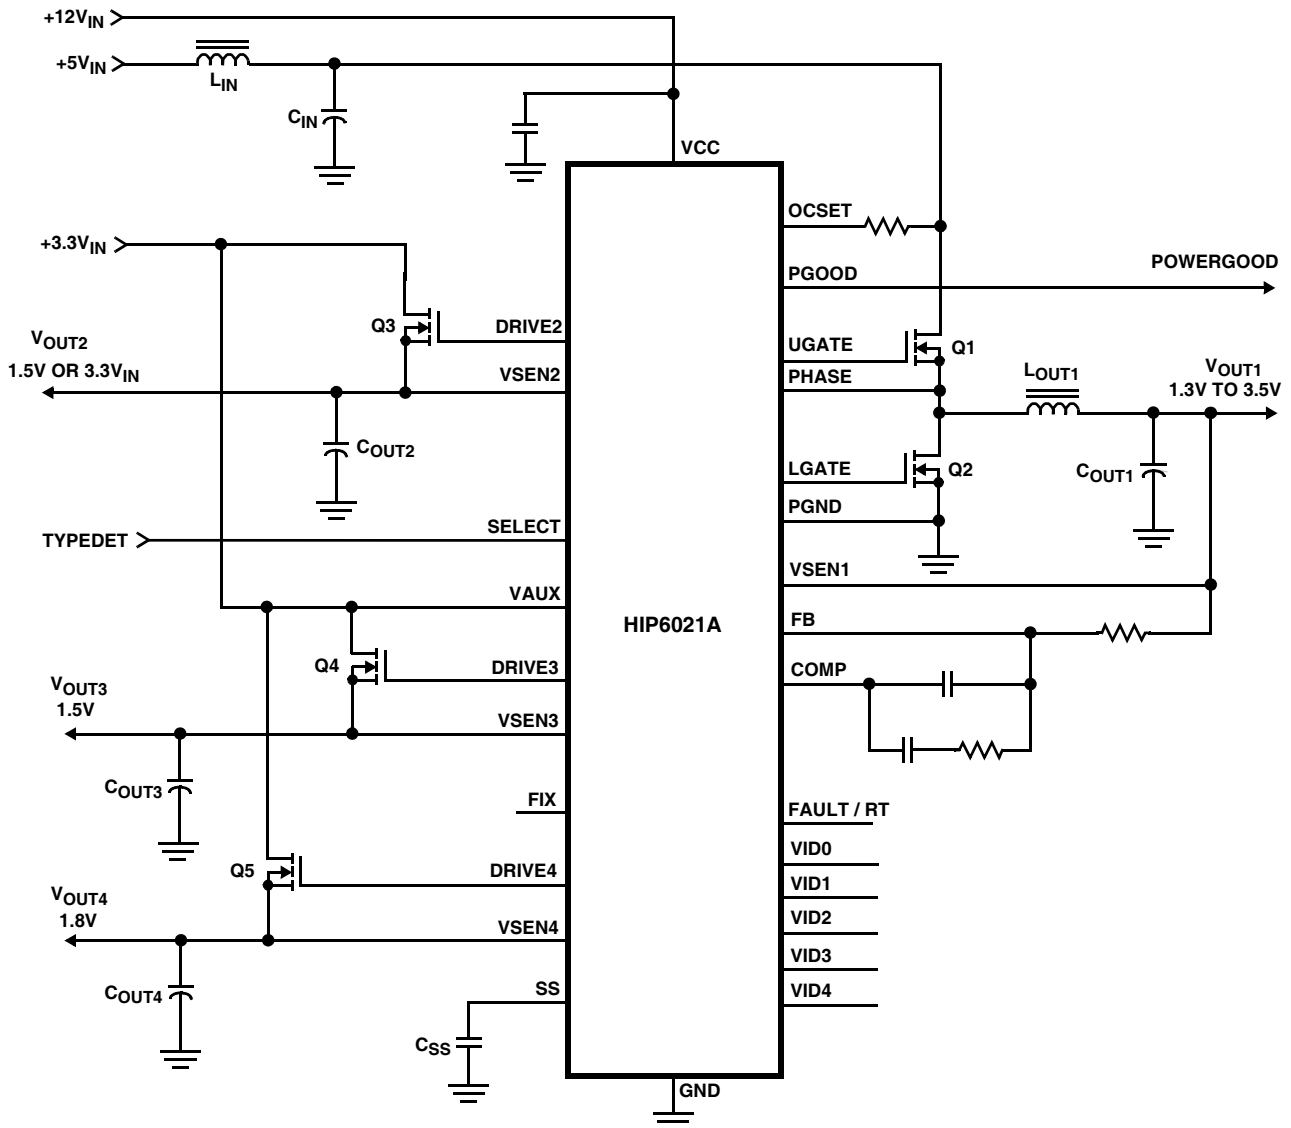 +12VIN
+5VIN
LIN
CIN
VCC
OCSET
+3.3VIN
PGOOD
POWERGOOD
Q3
DRIVE2
VOUT2
1.5V OR 3.3VIN
VSEN2
COUT2
UGATE
Q1
PHASE
LOUT1
VOUT1
1.3V TO 3.5V
LGATE
Q2
COUT1
PGND
TYPEDET
SELECT
VSEN1
VAUX
FB
HIP6021A
Q4
DRIVE3
COMP
VOUT3
1.5V
VSEN3
COUT3
FIX
FAULT / RT
VID0
VID1
VID2
VID3
VID4
Q5
DRIVE4
VOUT4
1.8V
VSEN4
COUT4
SS
CSS
GND